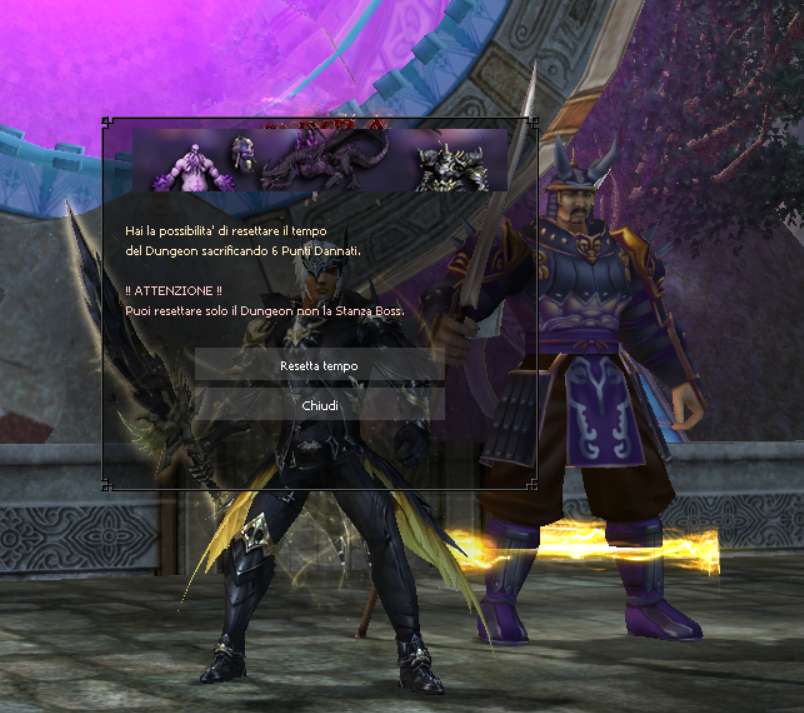 Hai la possibilita' di resettare il tempo
del Dungeon sacrificando 6 Punti Dannati.
!! ATTENZIONE !!
Puoi resettare solo il Dungeon non la Stanza Boss.
Resetta tempo
Chiudi